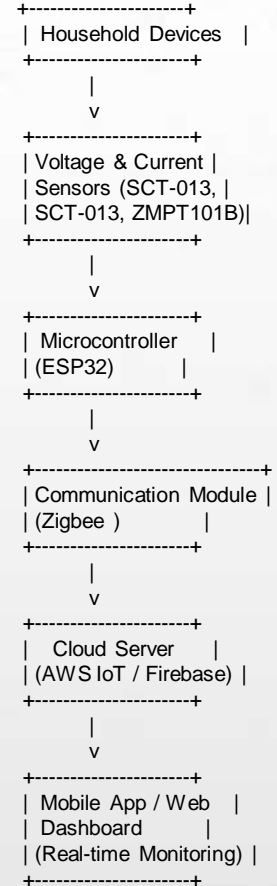 +----------------------+
| Household Devices |
+----------------------+
|
v
+----------------------+
| Voltage & Current |
| Sensors (SCT-013, |
| SCT-013, ZMPT101B)|
+----------------------+
|
v
+----------------------+
| Microcontroller |
| (ESP32) |
+----------------------+
|
v
+--------------------------------+
| Communication Module |
| (Zigbee ) |
+----------------------+
|
v
+----------------------+
| Cloud Server |
| (AWS IoT / Firebase) |
+----------------------+
|
v
+----------------------+
| Mobile App / Web |
| Dashboard |
| (Real-time Monitoring) |
+----------------------+